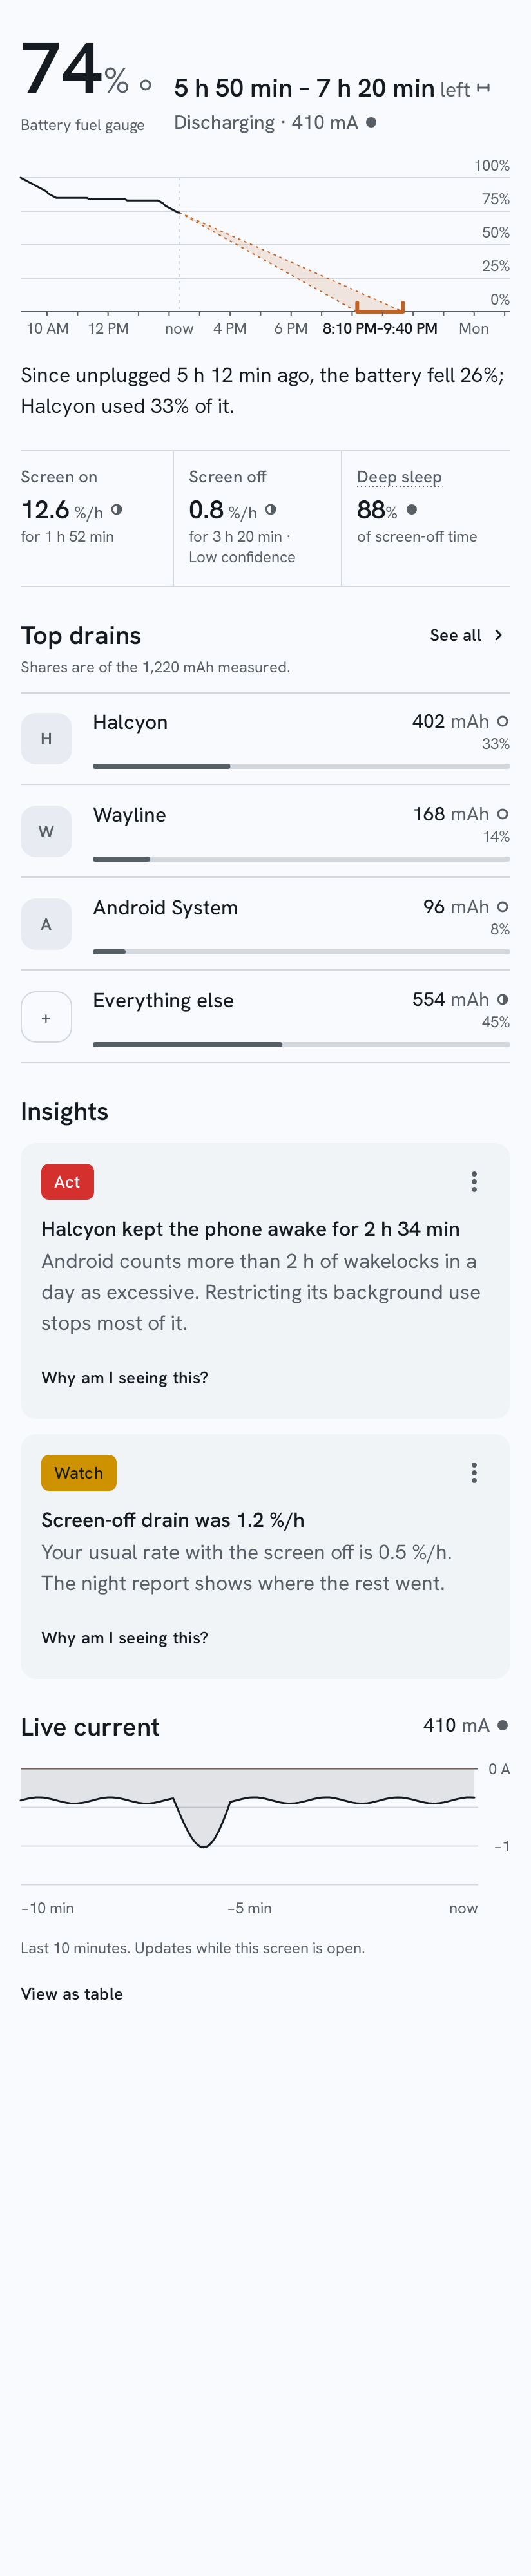 74%
Battery fuel gauge
5 h 50 min – 7 h 20 min left
Discharging · 410 mA
100%
75%
50%
25%
0%
10 AM 12 PM now 4 PM 6 PM 8:10 PM–9:40 PM Mon
Since unplugged 5 h 12 min ago, the battery fell 26%;
Halcyon used 33% of it.
Screen on
12.6 %/h
for 1 h 52 min
Screen off
0.8 %/h
for 3 h 20 min ·
Low confidence
Deep sleep
88%
of screen-off time
Top drains
See all
Shares are of the 1,220 mAh measured.
H
Halcyon
402 mAh
33%
W
Wayline
168 mAh
14%
A
Android System
96 mAh
8%
+
Everything else
554 mAh
45%
Insights
Act
Halcyon kept the phone awake for 2 h 34 min
Android counts more than 2 h of wakelocks in a
day as excessive. Restricting its background use
stops most of it.
Why am I seeing this?
Watch
Screen-off drain was 1.2 %/h
Your usual rate with the screen off is 0.5 %/h.
The night report shows where the rest went.
Why am I seeing this?
Live current
410 mA
0 A
−1
−10 min −5 min now
Last 10 minutes. Updates while this screen is open.
View as table